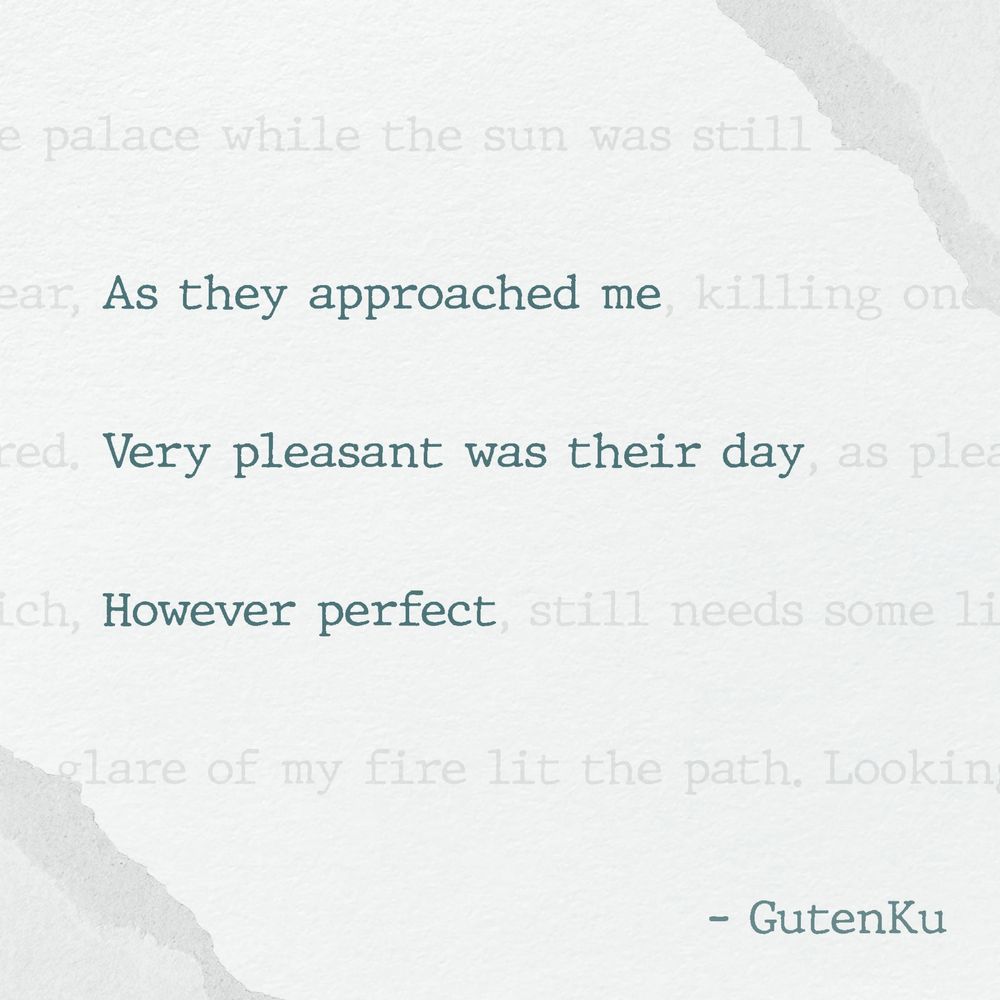 palace while the sun was still
As they approached me, killing
Very pleasant was their day, as
However perfect, still needs some
glare of my fire lit the path. Looking
- GutenKu